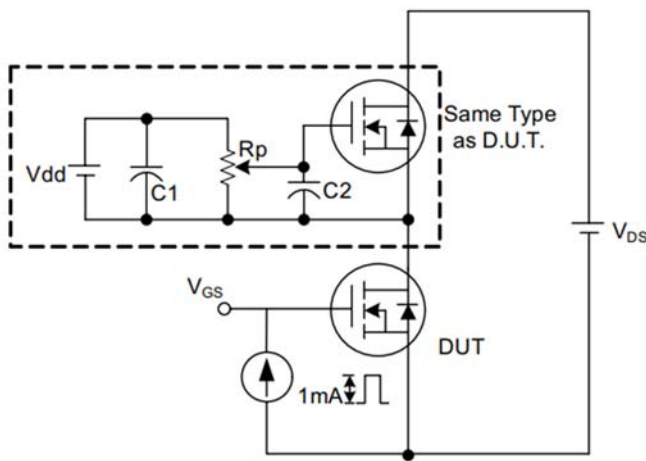 Same Type
as D.U.T.
Rp
Vdd
C1
C2
VDS
VGS
DUT
1mA